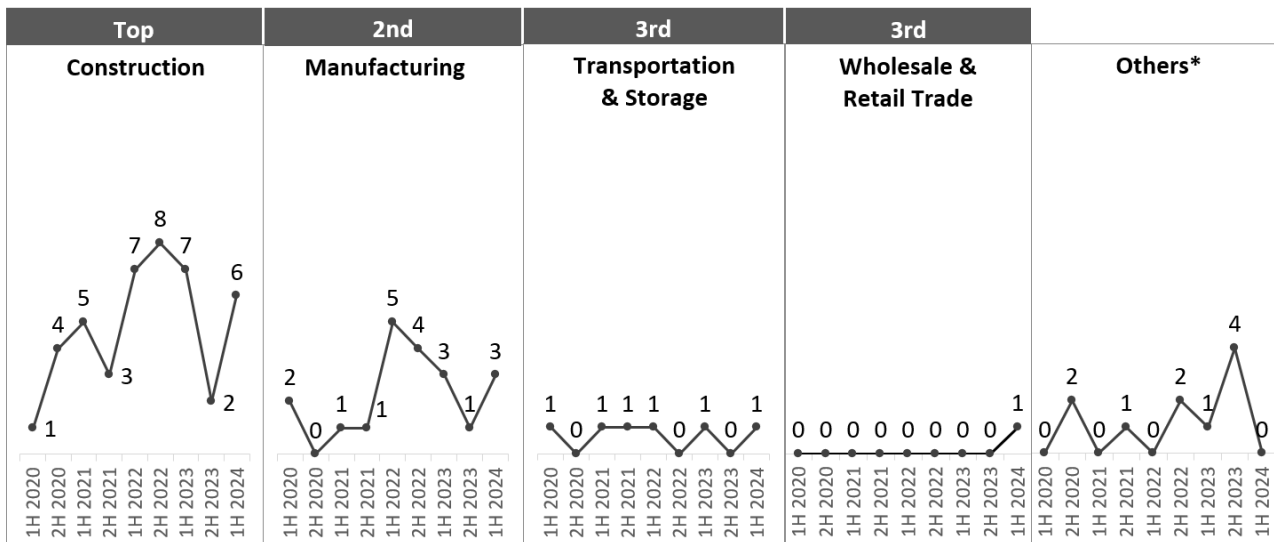 Top
2nd
3rd
3rd
Construction
Manufacturing
Transportation
& Storage
Wholesale &
Retail Trade
Others*
1
4
5
3
7
8
7
2
6
2
0
1
1
5
4
3
1
3
1
0
1
1
1
0
1
0
1
0
0
0
0
0
0
0
0
1
0
2
0
1
0
2
1
4
0
1H 2020
2H 2020
1H 2021
2H 2021
1H 2022
2H 2022
1H 2023
2H 2023
1H 2024
1H 2020
2H 2020
1H 2021
2H 2021
1H 2022
2H 2022
1H 2023
2H 2023
1H 2024
1H 2020
2H 2020
1H 2021
2H 2021
1H 2022
2H 2022
1H 2023
2H 2023
1H 2024
1H 2020
2H 2020
1H 2021
2H 2021
1H 2022
2H 2022
1H 2023
2H 2023
1H 2024
1H 2020
2H 2020
1H 2021
2H 2021
1H 2022
2H 2022
1H 2023
2H 2023
1H 2024